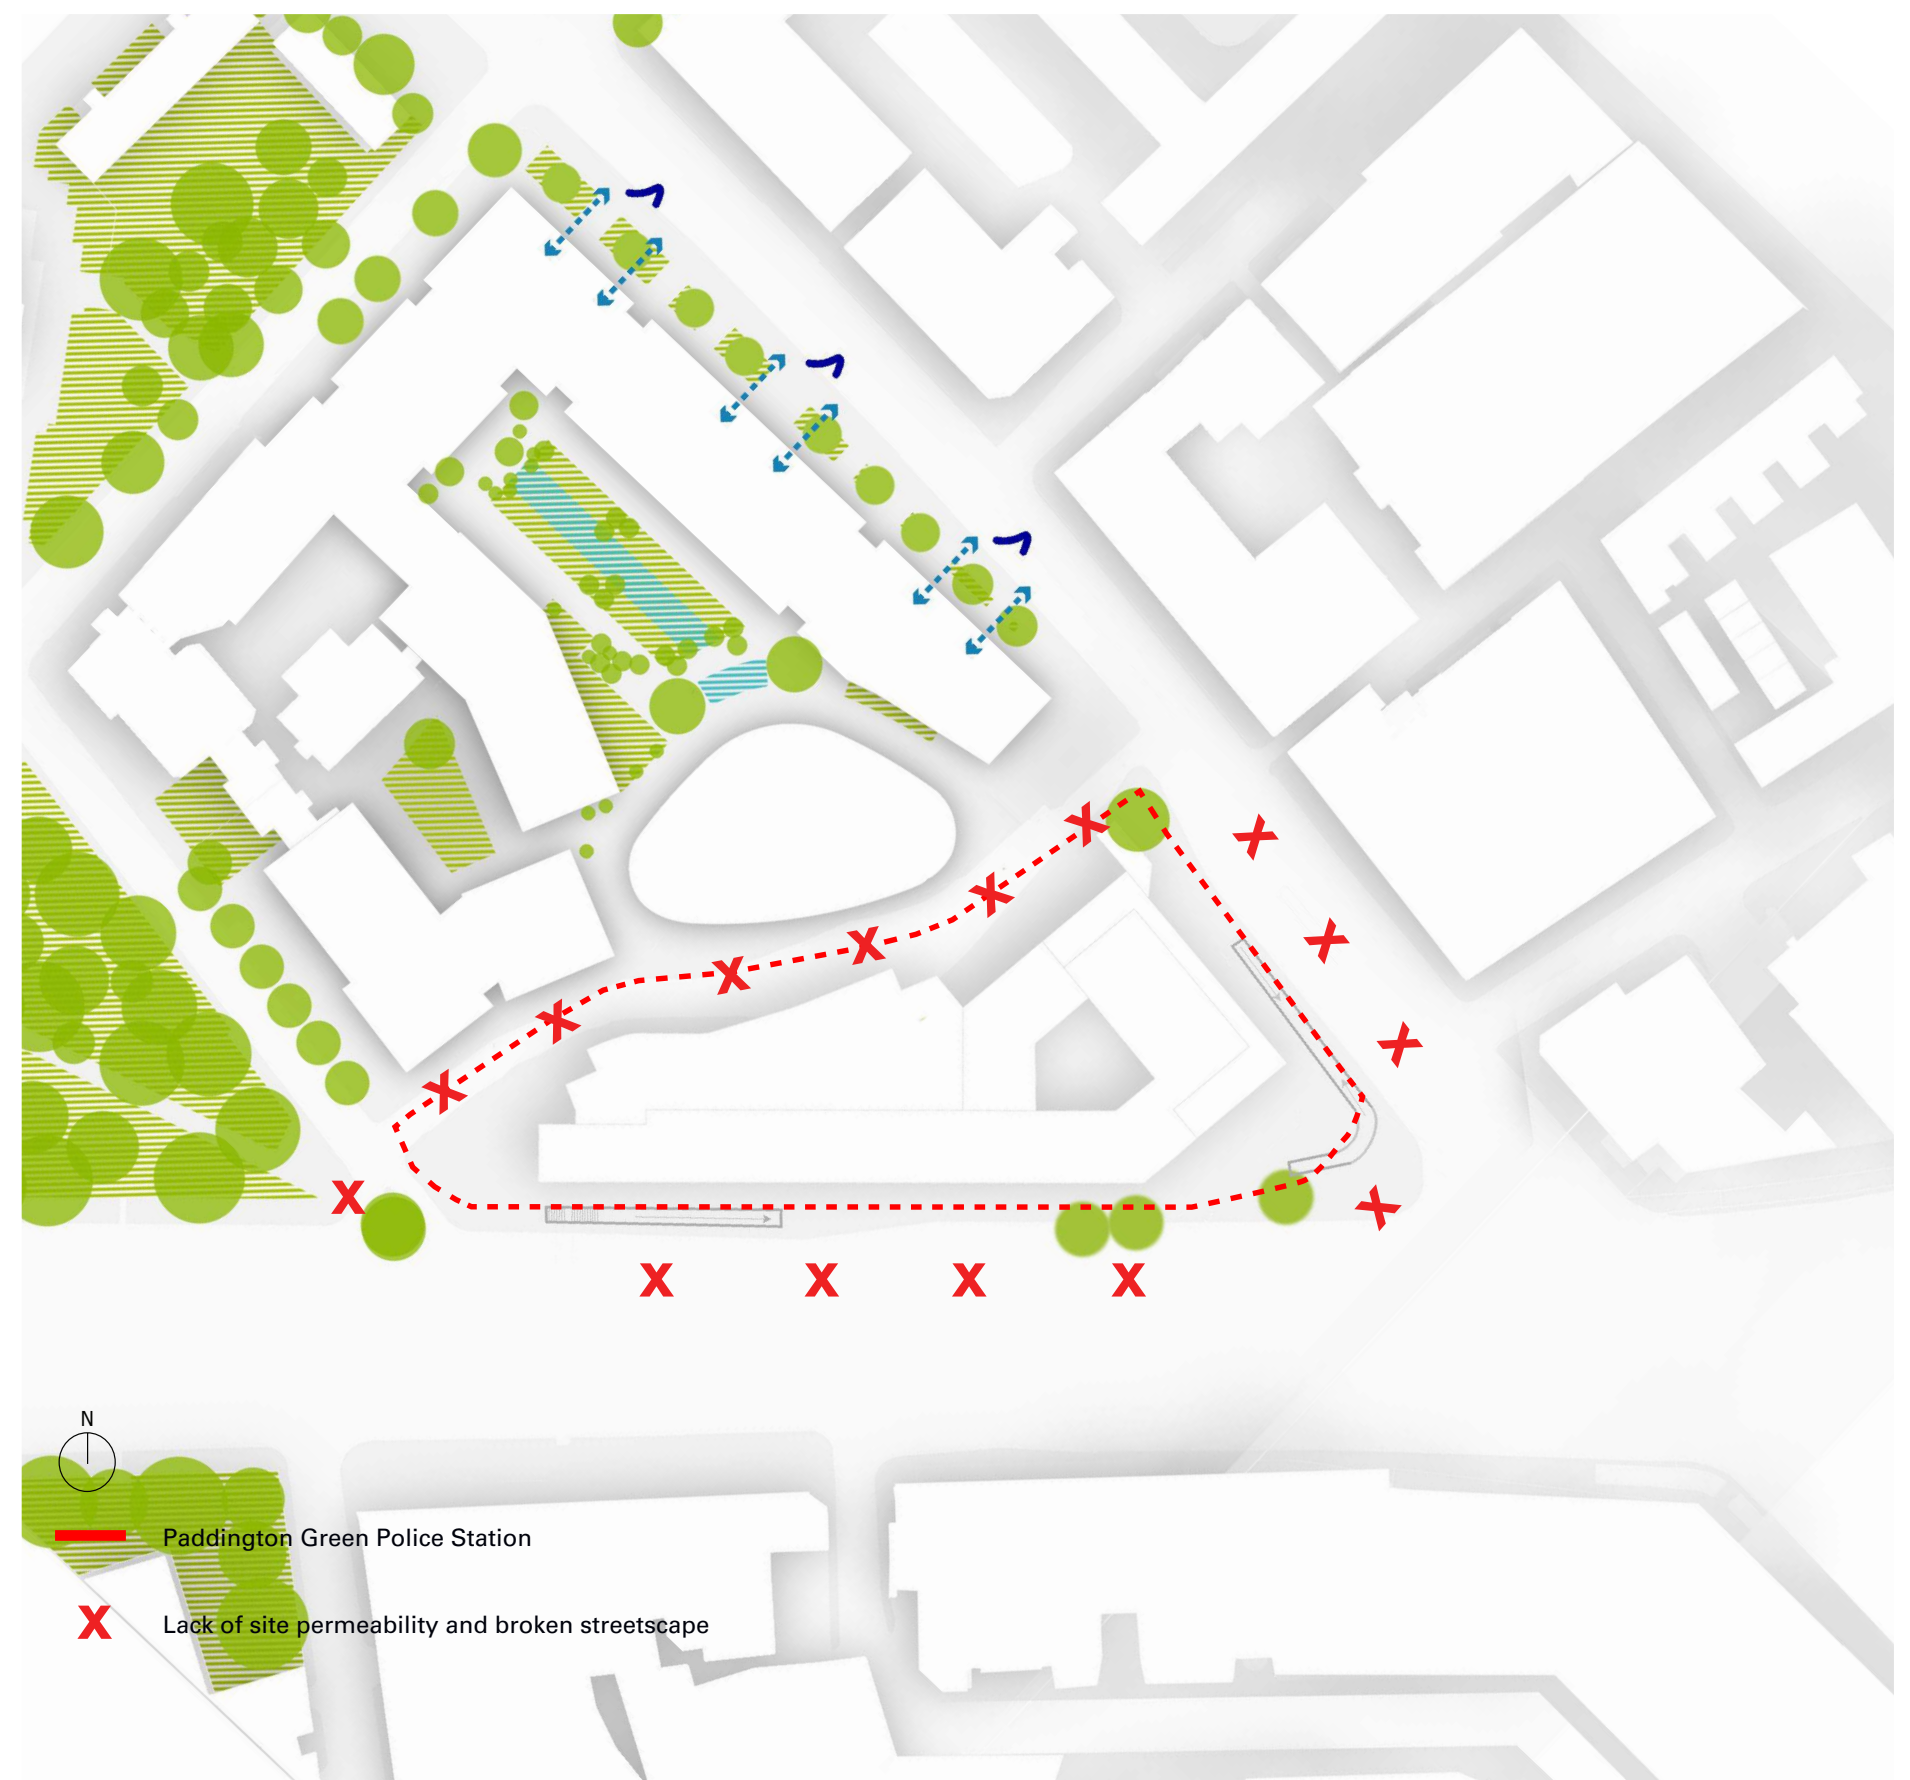 N
Paddington Green Police Station
X Lack of site permeability and broken streetscape